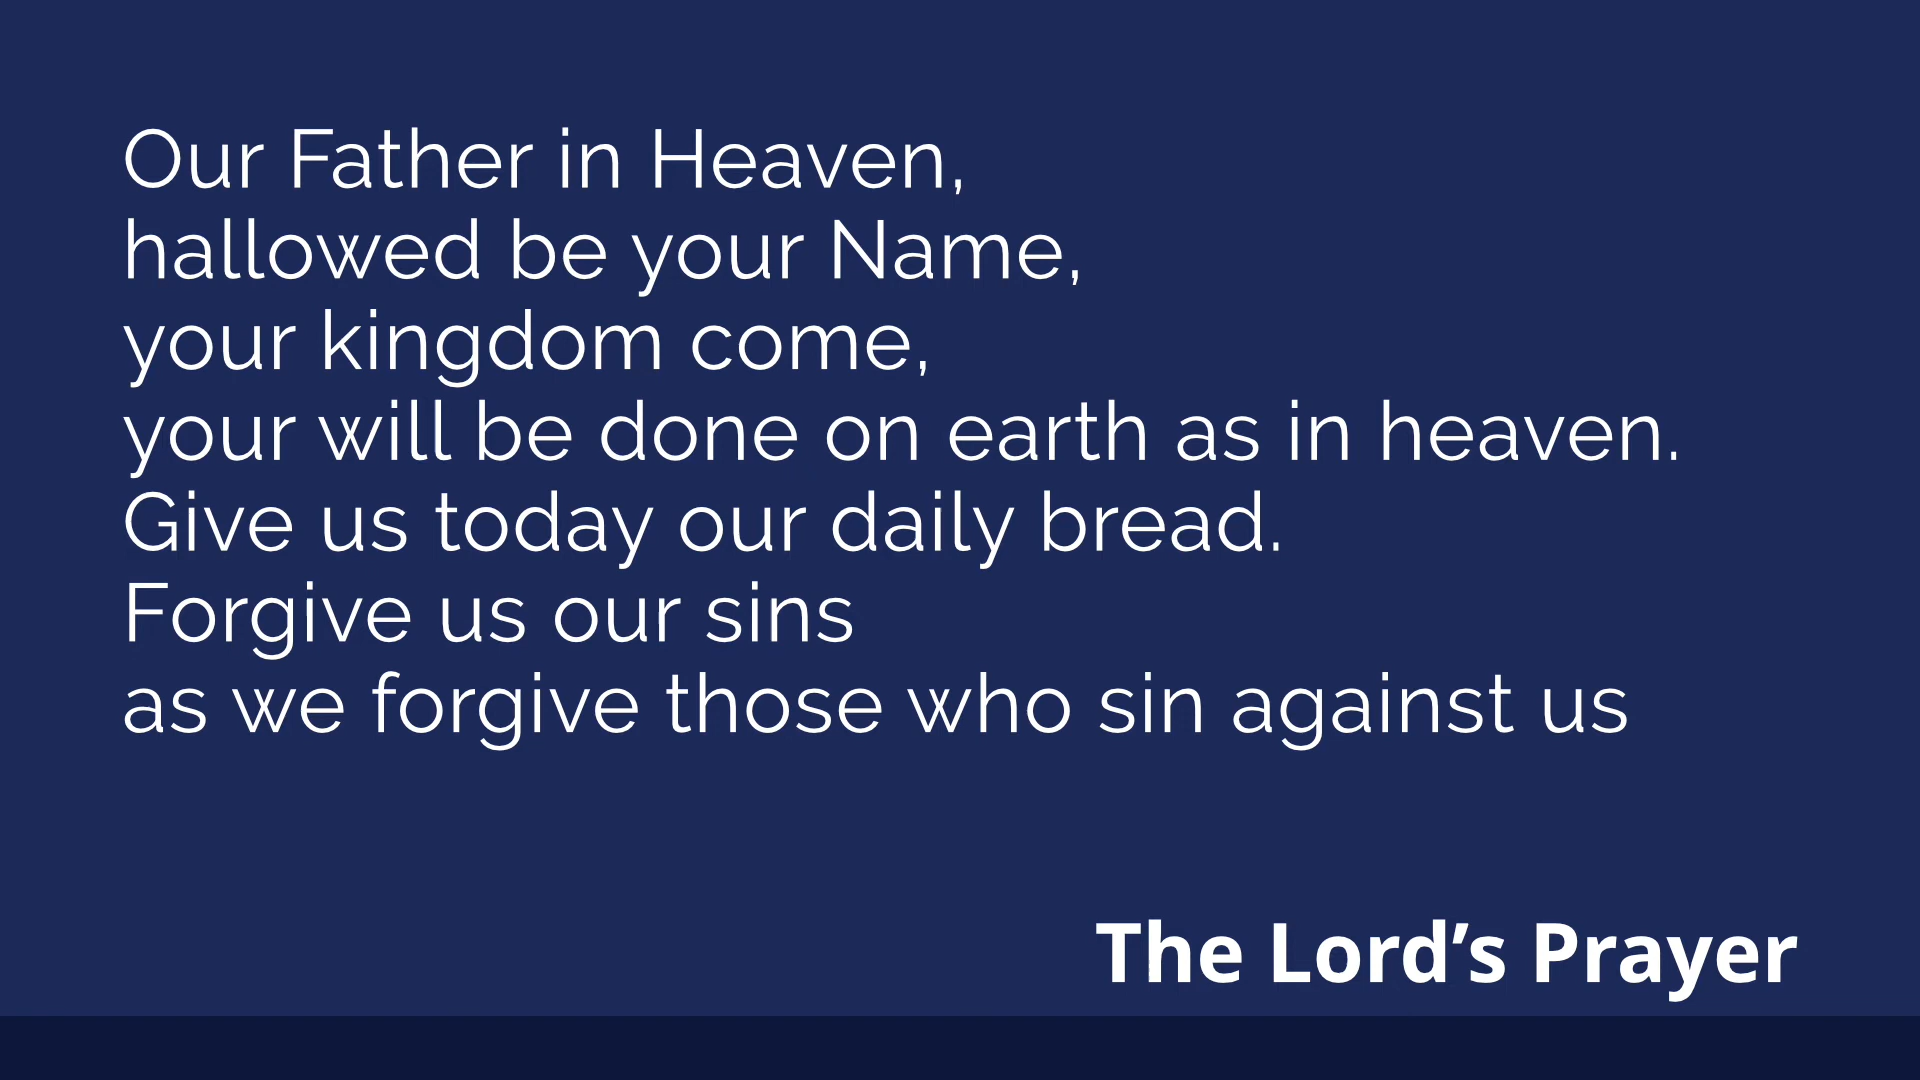 Our Father in Heaven,
hallowed be your Name,
your kingdom come,
your will be done on earth as in heaven.
Give us today our daily bread.
Forgive us our sins
as we forgive those who sin against us
The Lord’s Prayer